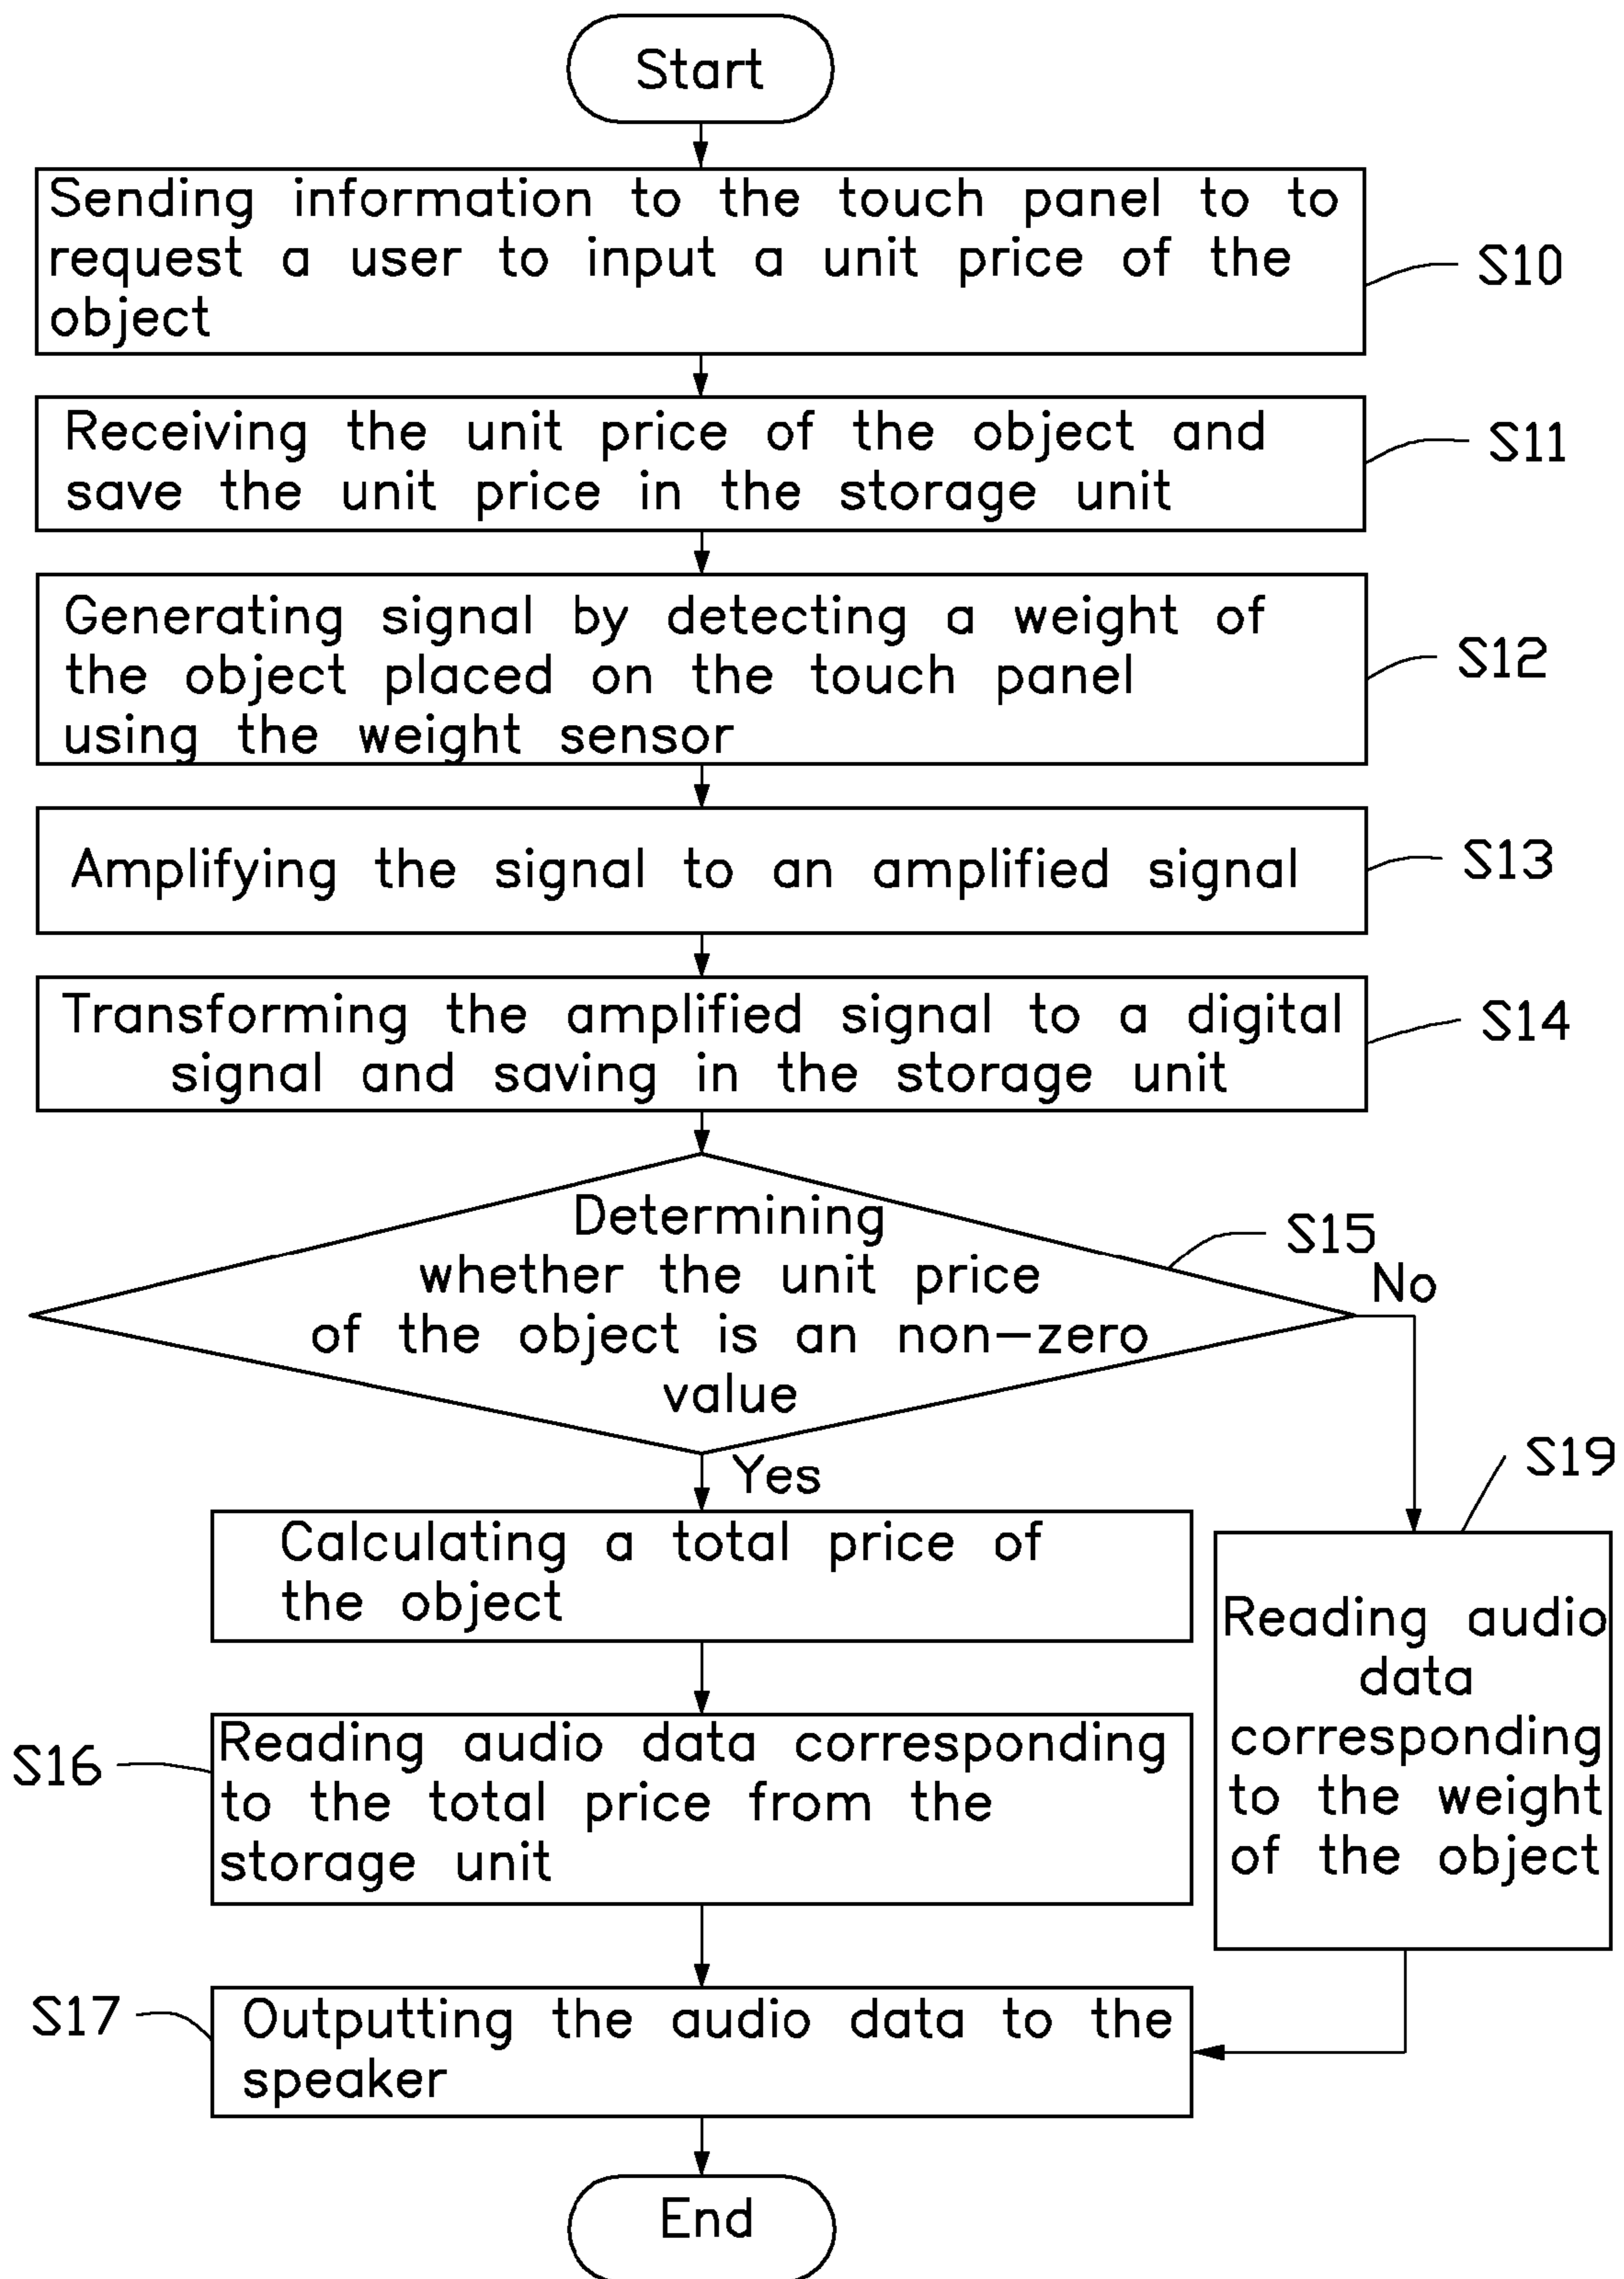 Start
Sending information to the touch panel to to
request a user to input a unit price of the
object
S10
Receiving the unit price of the object and
save the unit price in the storage unit
S11
Generating signal by detecting a weight of
the object placed on the touch panel
using the weight sensor
S12
Amplifying the signal to an amplified signal
S13
Transforming the amplified signal to a digital
signal and saving in the storage unit
S14
Determining
whether the unit price
of the object is an non-zero
value
S15
No
Yes
Calculating a total price of
the object
S19
Reading audio
data
corresponding
to the weight
of the object
S16
Reading audio data corresponding
to the total price from the
storage unit
S17
Outputting the audio data to the
speaker
End